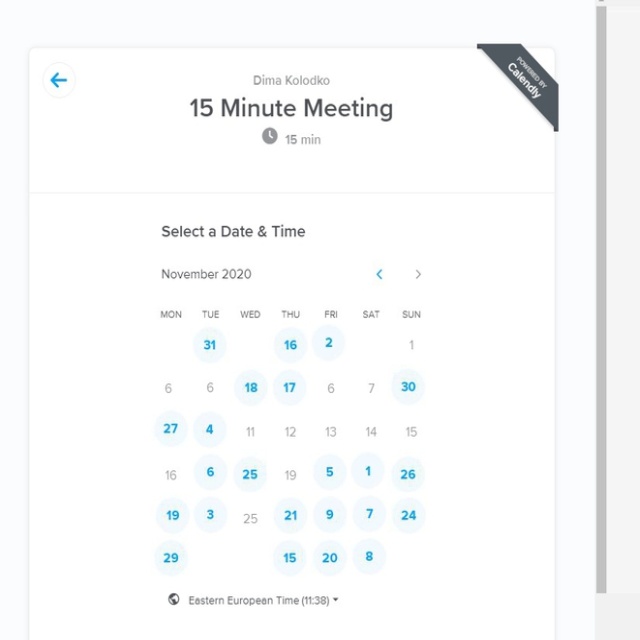 POWERED BY
Calendly
Dima Kolodko
15 Minute Meeting
15 min
Select a Date & Time
November 2020
MON TUE WED THU FRI SAT SUN
31 16 2 1
6 6 18 17 6 7 30
27 4 11 12 13 14 15
16 6 25 19 5 1 26
19 3 25 21 9 7 24
29 15 20 8
Eastern European Time (11:38)